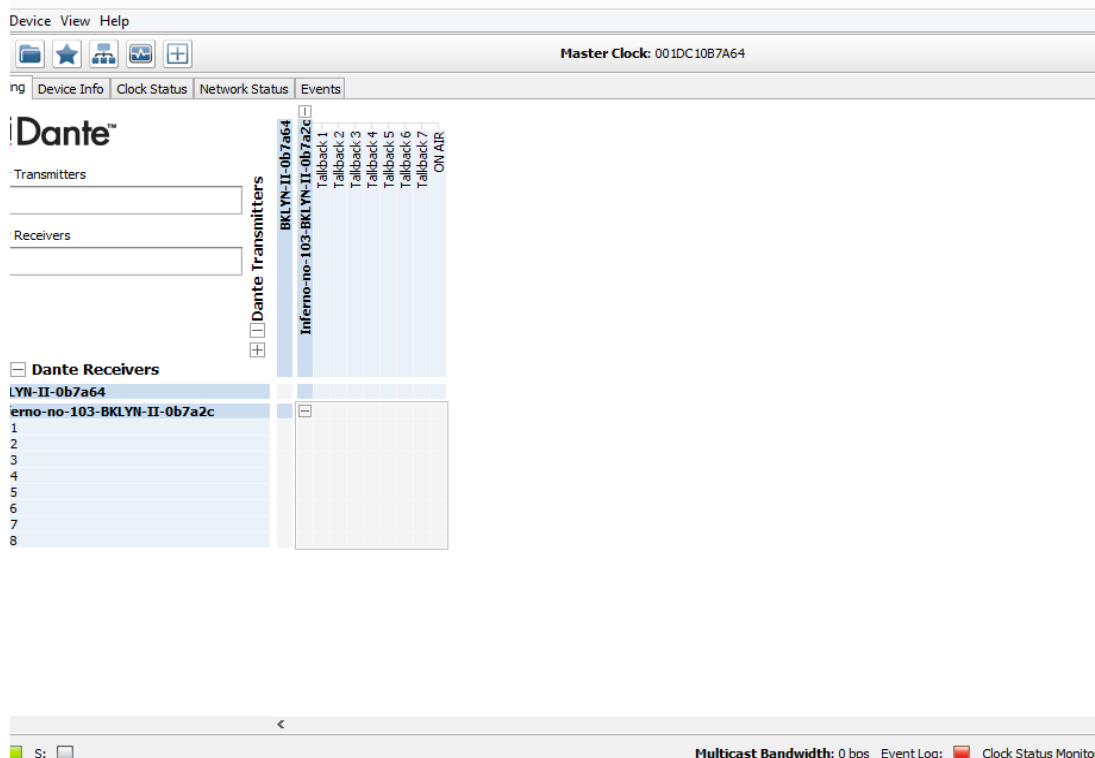 Device View Help
Master Clock: 001DC10B7A64
ng Device Info Clock Status Network Status Events
Dante™
Transmitters
Receivers
Dante Transmitters
BKLYN-II-0b7a64
Inferno-no-103-BKLYN-II-0b7a2c
Talkback 1
Talkback 2
Talkback 3
Talkback 4
Talkback 5
Talkback 6
Talkback 7
ON AIR
Dante Receivers
LYN-II-0b7a64
erno-no-103-BKLYN-II-0b7a2c
1
2
3
4
5
6
7
8
S:
Multicast Bandwidth: 0 bps Event Log: Clock Status Monitor